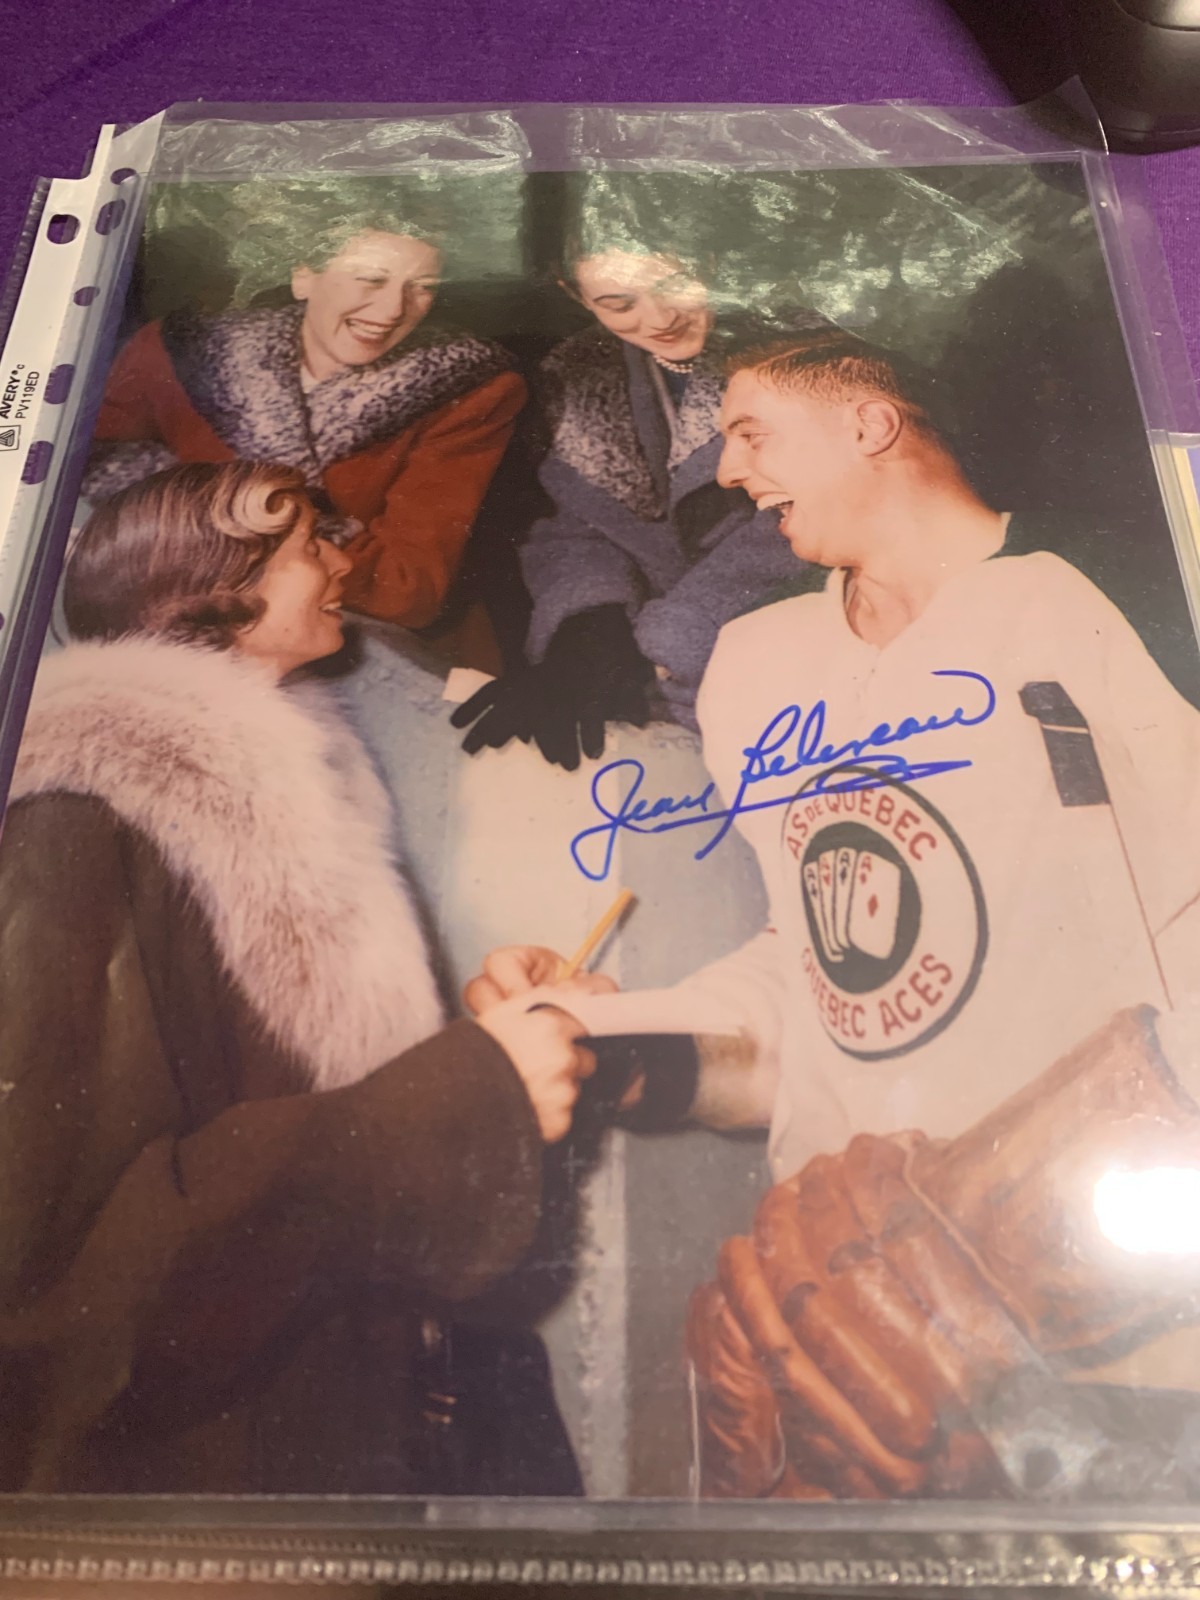 AVERY®
PV119ED
Jean Beliveau
AS DE QUEBEC
QUEBEC ACES
A A A A